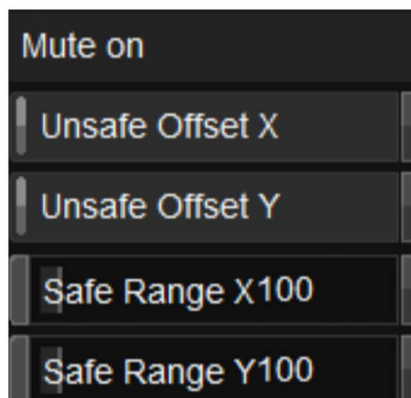 Mute on
Unsafe Offset X
Unsafe Offset Y
Safe Range X100
Safe Range Y100